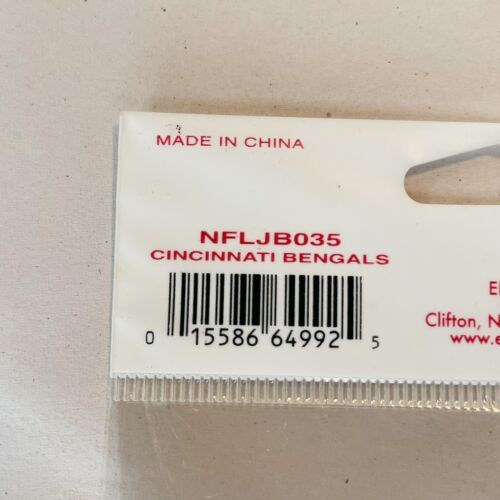 MADE IN CHINA
NFLJB035
CINCINNATI BENGALS
0 15586 64992 5
Clifton, N
www.e